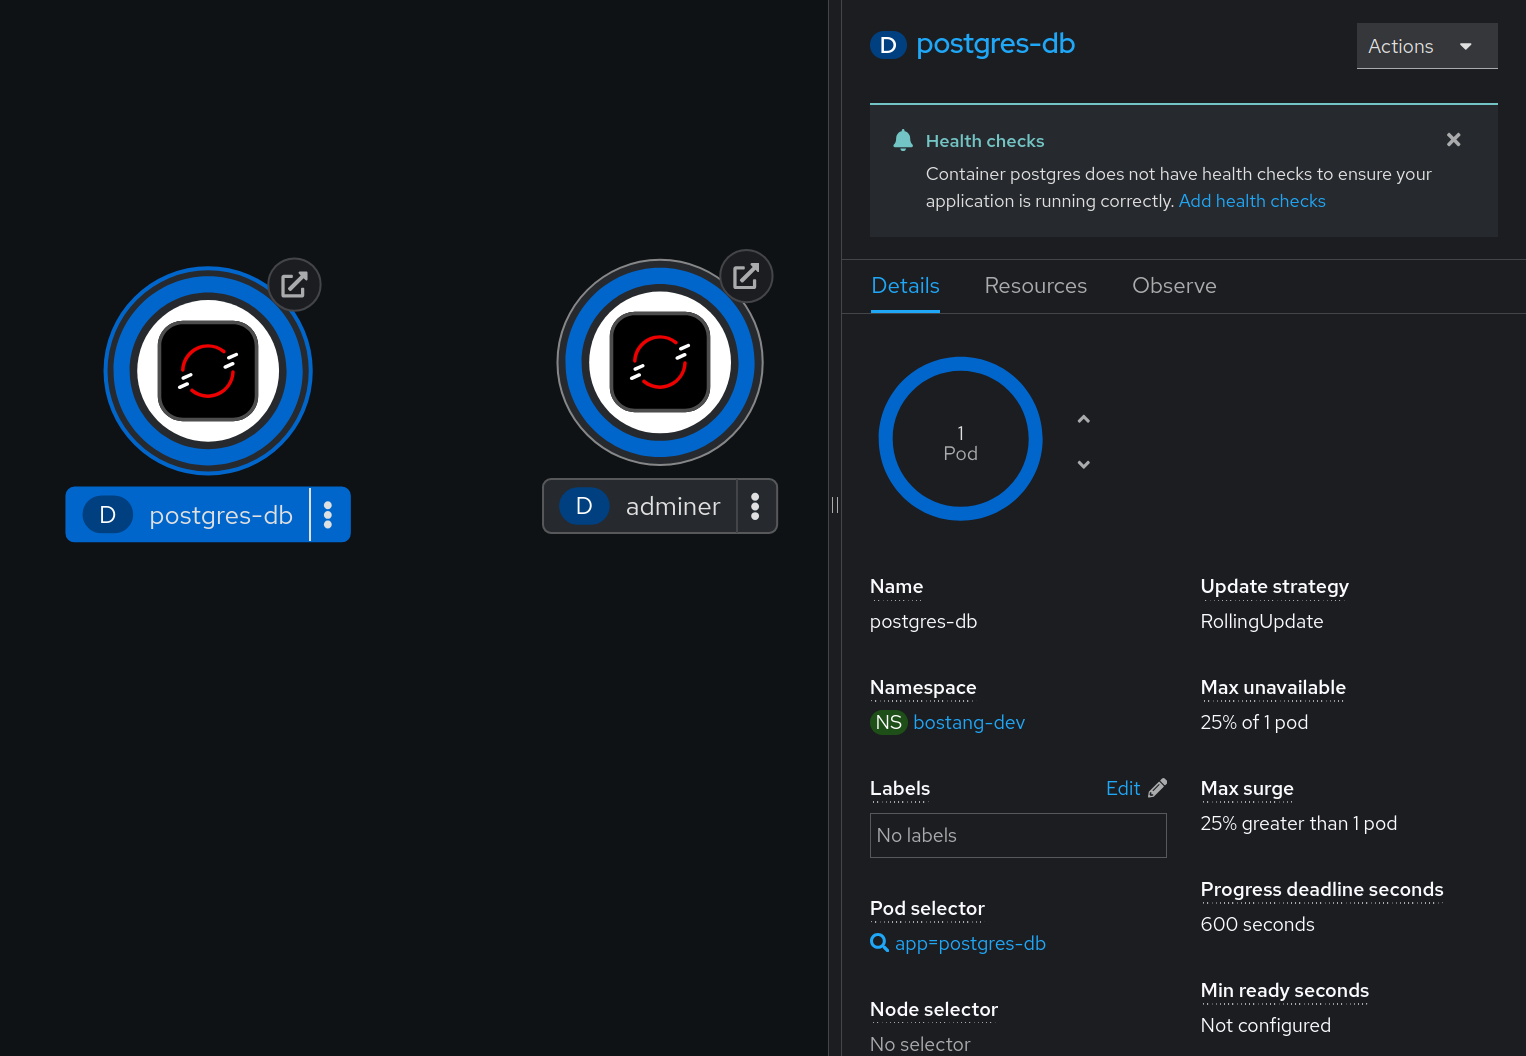 D postgres-db
D adminer
D postgres-db
Actions
Health checks
Container postgres does not have health checks to ensure your
application is running correctly. Add health checks
Details Resources Observe
1
Pod
Name
postgres-db
Update strategy
RollingUpdate
Namespace
NS bostang-dev
Max unavailable
25% of 1 pod
Labels
Edit
No labels
Max surge
25% greater than 1 pod
Pod selector
app=postgres-db
Progress deadline seconds
600 seconds
Node selector
No selector
Min ready seconds
Not configured